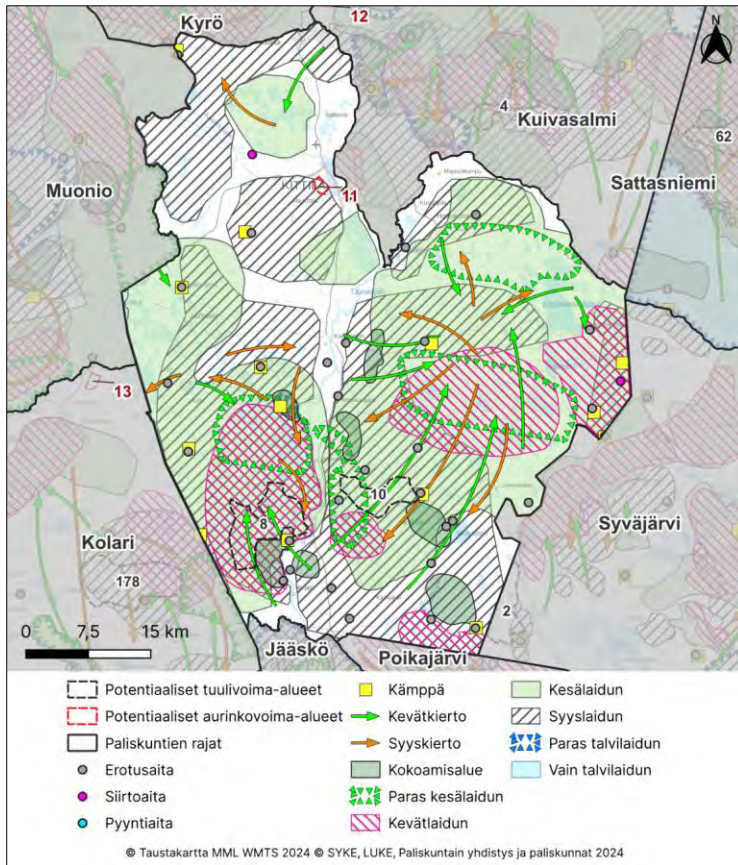 Kyrö
12
N
4
Kuivasalmi
62
Muonio
Sattasniemi
KITTILÄ
11
13
10
8
Kolari
Syväjärvi
178
2
0 7,5 15 km
Jääskö
Poikajärvi
Potentiaaliset tuulivoima-alueet
Potentiaaliset aurinkovoima-alueet
Paliskuntien rajat
Erotusaita
Siirtoaita
Pyyntiaita
Kämppä
Kevätkierto
Syyskierto
Kokoamisalue
Paras kesälaidun
Kevätlaidun
Kesälaidun
Syyslaidun
Paras talvilaidun
Vain talvilaidun
© Taustakartta MML WMTS 2024 © SYKE, LUKE, Paliskuntain yhdistys ja paliskunnat 2024